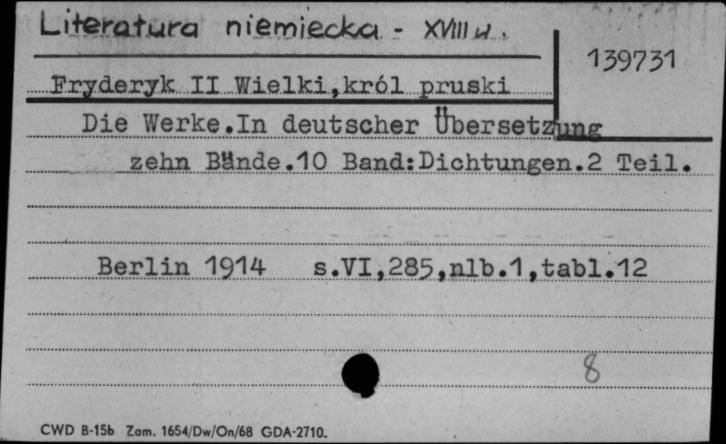 Literatura niemiecka - XVIII w.
139731
Fryderyk II Wielki,król pruski
Die Werke.In deutscher Übersetzung
zehn Bände.10 Band:Dichtungen.2 Teil.
Berlin 1914 s.VI,285,nlb.1,tabl.12
8
CWD B-15b Zam. 1654/Dw/On/68 GDA-2710.